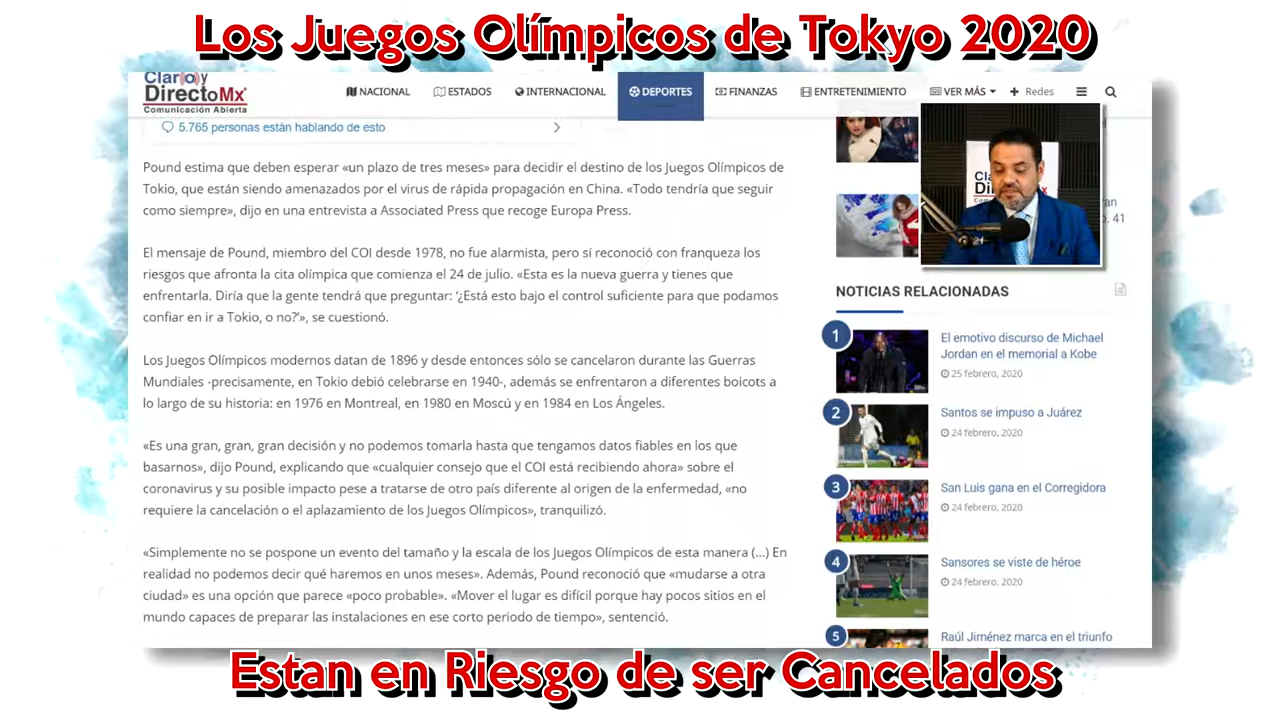 Los Juegos Olímpicos de Tokyo 2020
Clar(o) y
DirectoMx
Comunicación Abierta
NACIONAL
ESTADOS
INTERNACIONAL
DEPORTES
FINANZAS
ENTRETENIMIENTO
VER MÁS
Redes
5.765 personas están hablando de esto
Pound estima que deben esperar «un plazo de tres meses» para decidir el destino de los Juegos Olímpicos de
Tokio, que están siendo amenazados por el virus de rápida propagación en China. «Todo tendría que seguir
como siempre», dijo en una entrevista a Associated Press que recoge Europa Press.
El mensaje de Pound, miembro del COI desde 1978, no fue alarmista, pero sí reconoció con franqueza los
riesgos que afronta la cita olímpica que comienza el 24 de julio. «Esta es la nueva guerra y tienes que
enfrentarla. Diría que la gente tendrá que preguntar: ‘¿Está esto bajo el control suficiente para que podamos
confiar en ir a Tokio, o no?’», se cuestionó.
Los Juegos Olímpicos modernos datan de 1896 y desde entonces sólo se cancelaron durante las Guerras
Mundiales -precisamente, en Tokio debió celebrarse en 1940-, además se enfrentaron a diferentes boicots a
lo largo de su historia: en 1976 en Montreal, en 1980 en Moscú y en 1984 en Los Ángeles.
«Es una gran, gran, gran decisión y no podemos tomarla hasta que tengamos datos fiables en los que
basarnos», dijo Pound, explicando que «cualquier consejo que el COI está recibiendo ahora» sobre el
coronavirus y su posible impacto pese a tratarse de otro país diferente al origen de la enfermedad, «no
requiere la cancelación o el aplazamiento de los Juegos Olímpicos», tranquilizó.
«Simplemente no se pospone un evento del tamaño y la escala de los Juegos Olímpicos de esta manera (...) En
realidad no podemos decir qué haremos en unos meses». Además, Pound reconoció que «mudarse a otra
ciudad» es una opción que parece «poco probable». «Mover el lugar es difícil porque hay pocos sitios en el
mundo capaces de preparar las instalaciones en ese corto periodo de tiempo», sentenció.
41
NOTICIAS RELACIONADAS
1
El emotivo discurso de Michael
Jordan en el memorial a Kobe
25 febrero, 2020
2
Santos se impuso a Juárez
24 febrero, 2020
3
San Luis gana en el Corregidora
24 febrero, 2020
4
Sansores se viste de héroe
24 febrero, 2020
5
Raúl Jiménez marca en el triunfo
Estan en Riesgo de ser Cancelados